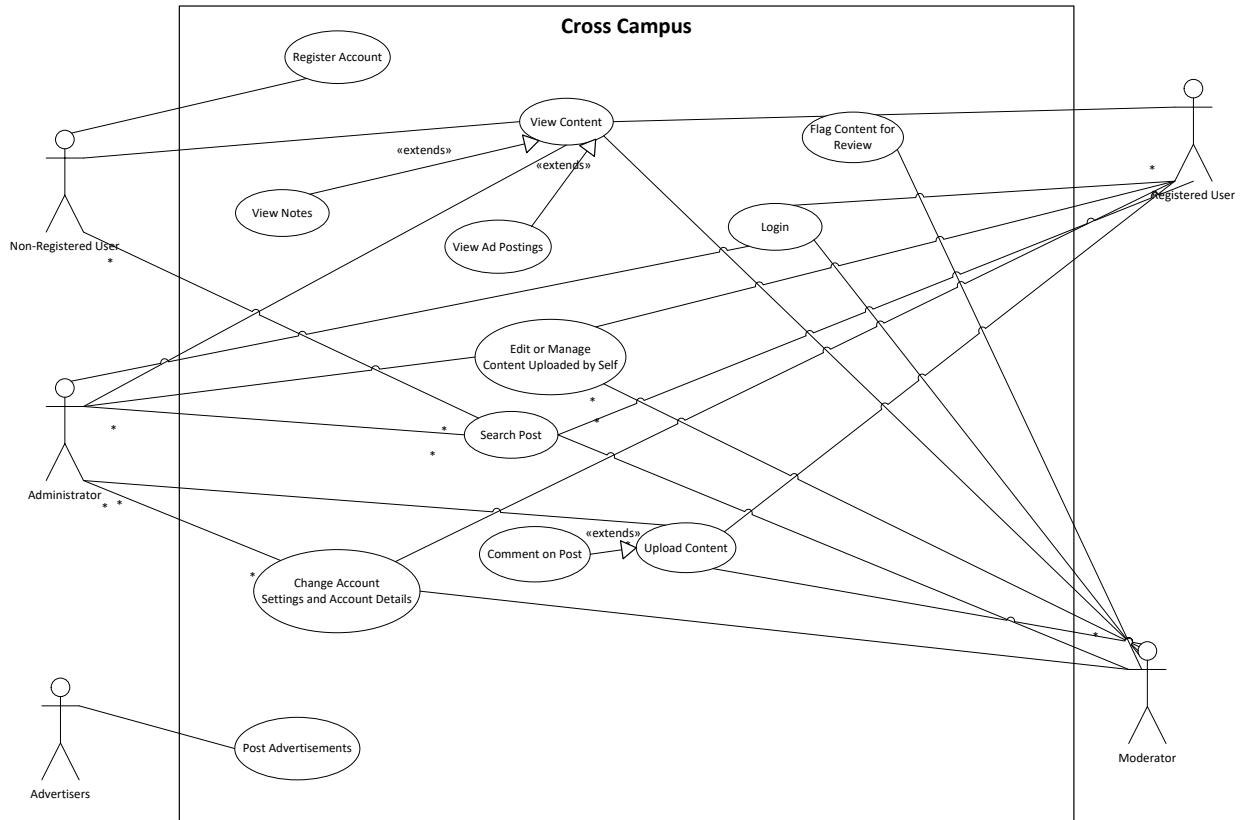 Cross Campus
Register Account
View Content
Flag Content for
Review
«extends»
«extends»
*
Registered User
View Notes
Login
Non-Registered User
View Ad Postings
*
Edit or Manage
Content Uploaded by Self
*
*
*
*
Search Post
*
Administrator
*
*
«extends»
*
Comment on Post
Upload Content
*
Change Account
Settings and Account Details
*
Post Advertisements
Moderator
Advertisers